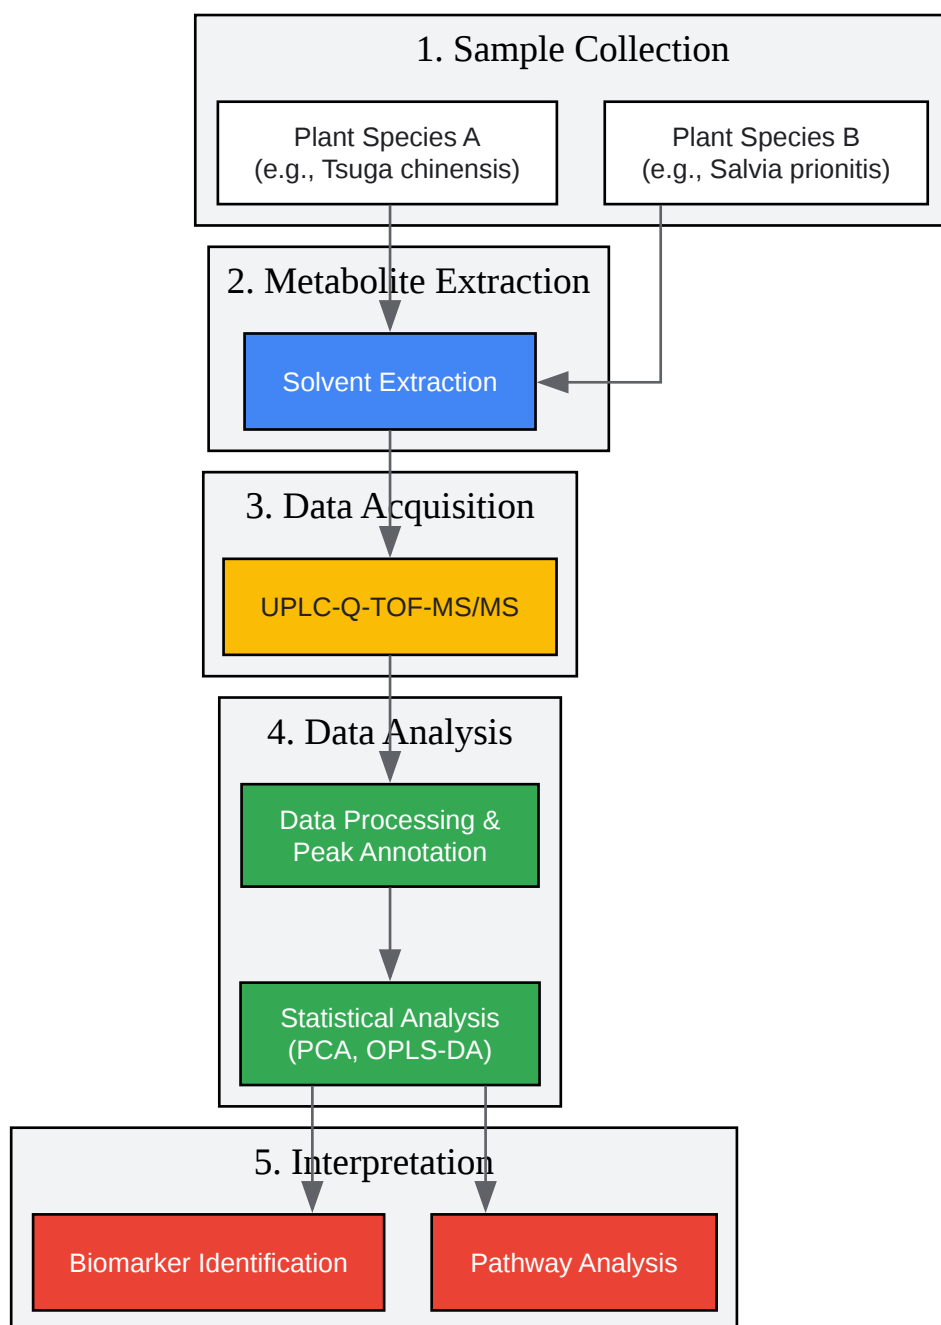 1. Sample Collection
Plant Species A
(e.g., Tsuga chinensis)
Plant Species B
(e.g., Salvia prionitis)
2. Metabolite Extraction
Solvent Extraction
3. Data Acquisition
UPLC-Q-TOF-MS/MS
4. Data Analysis
Data Processing &
Peak Annotation
Statistical Analysis
(PCA, OPLS-DA)
5. Interpretation
Biomarker Identification
Pathway Analysis